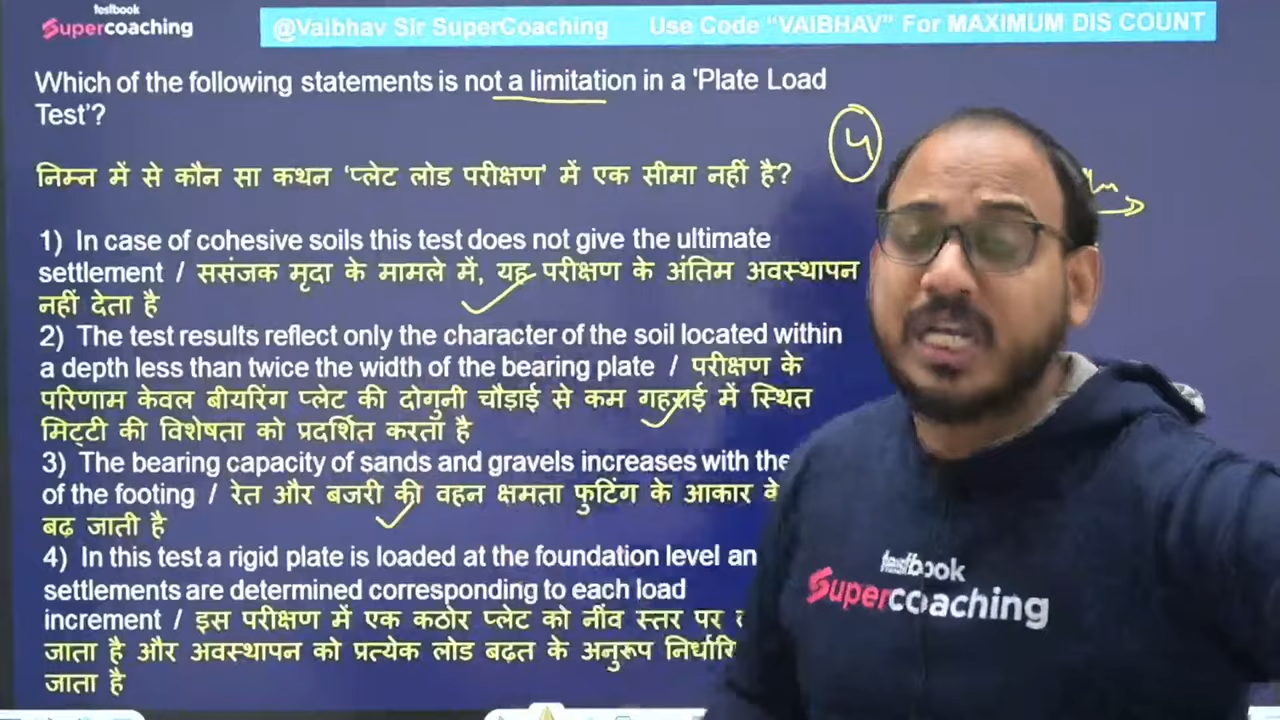 testbook
Supercoaching
@Vaibhav Sir SuperCoaching Use Code “VAIBHAV” For MAXIMUM DIS COUNT
Which of the following statements is not a limitation in a 'Plate Load
Test'?
निम्न में से कौन सा कथन 'प्लेट लोड परीक्षण' में एक सीमा नहीं है?
4
1) In case of cohesive soils this test does not give the ultimate
settlement / ससंजक मृदा के मामले में, यह परीक्षण के अंतिम अवस्थापन
नहीं देता है
2) The test results reflect only the character of the soil located within
a depth less than twice the width of the bearing plate / परीक्षण के
परिणाम केवल बीयरिंग प्लेट की दोगुनी चौड़ाई से कम गहराई में स्थित
मिट्टी की विशेषता को प्रदर्शित करता है
3) The bearing capacity of sands and gravels increases with the
of the footing / रेत और बजरी की वहन क्षमता फुटिंग के आकार के
बढ़ जाती है
4) In this test a rigid plate is loaded at the foundation level an
settlements are determined corresponding to each load
increment / इस परीक्षण में एक कठोर प्लेट को नींव स्तर पर
जाता है और अवस्थापन को प्रत्येक लोड बढ़त के अनुरूप
जाता है
testbook
Supercoaching